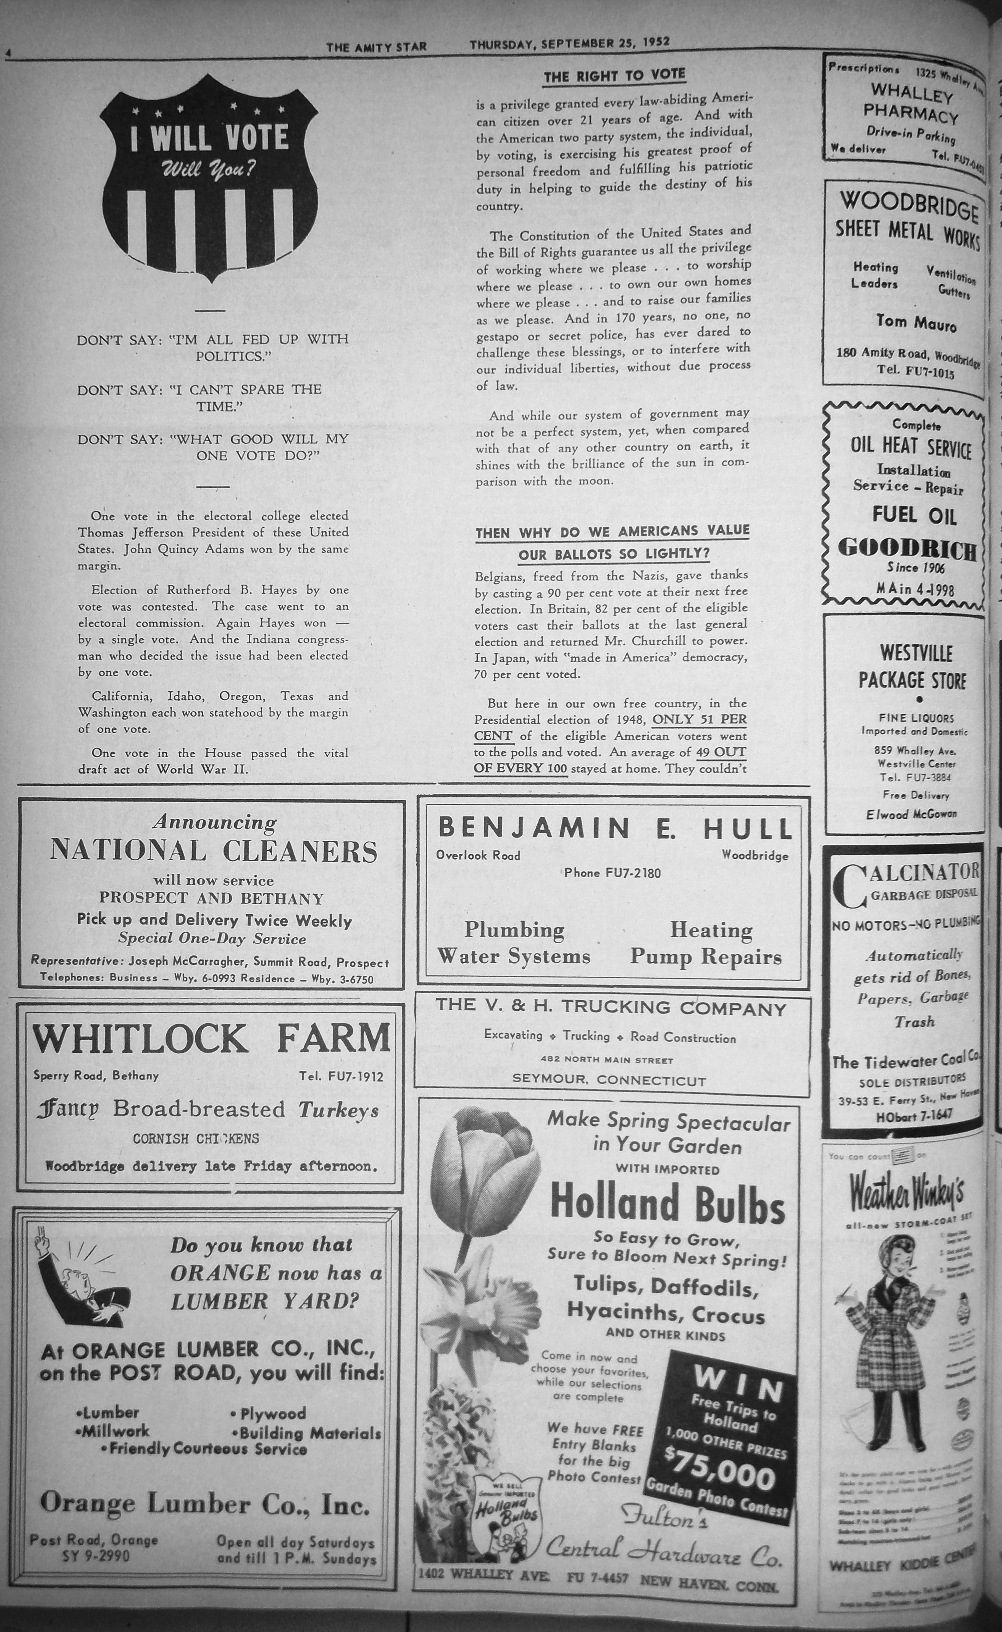 4
THE AMITY STAR THURSDAY, SEPTEMBER 25, 1952
I WILL VOTE
Will You?
DON'T SAY: "I'M ALL FED UP WITH
POLITICS."
DON'T SAY: "I CAN'T SPARE THE
TIME."
DON'T SAY: "WHAT GOOD WILL MY
ONE VOTE DO?"
One vote in the electoral college elected
Thomas Jefferson President of these United
States. John Quincy Adams won by the same
margin.
Election of Rutherford B. Hayes by one
vote was contested. The case went to an
electoral commission. Again Hayes won —
by a single vote. And the Indiana congress-
man who decided the issue had been elected
by one vote.
California, Idaho, Oregon, Texas and
Washington each won statehood by the margin
of one vote.
One vote in the House passed the vital
draft act of World War II.
THE RIGHT TO VOTE
is a privilege granted every law-abiding Ameri-
can citizen over 21 years of age. And with
the American two party system, the individual,
by voting, is exercising his greatest proof of
personal freedom and fulfilling his patriotic
duty in helping to guide the destiny of his
country.
The Constitution of the United States and
the Bill of Rights guarantee us all the privilege
of working where we please . . . to worship
where we please . . . to own our own homes
where we please . . . and to raise our families
as we please. And in 170 years, no one, no
gestapo or secret police, has ever dared to
challenge these blessings, or to interfere with
our individual liberties, without due process
of law.
And while our system of government may
not be a perfect system, yet, when compared
with that of any other country on earth, it
shines with the brilliance of the sun in com-
parison with the moon.
THEN WHY DO WE AMERICANS VALUE
OUR BALLOTS SO LIGHTLY?
Belgians, freed from the Nazis, gave thanks
by casting a 90 per cent vote at their next free
election. In Britain, 82 per cent of the eligible
voters cast their ballots at the last general
election and returned Mr. Churchill to power.
In Japan, with "made in America" democracy,
70 per cent voted.
But here in our own free country, in the
Presidential election of 1948, ONLY 51 PER
CENT of the eligible American voters went
to the polls and voted. An average of 49 OUT
OF EVERY 100 stayed at home. They couldn't
Prescriptions 1325 Whalley Av
WHALLEY
PHARMACY
Drive-in Parking
We deliver Tel. FU7-
WOODBRIDGE
SHEET METAL WORKS
Heating Ventilation
Leaders Gutters
Tom Mauro
180 Amity Road, Woodbridge
Tel. FU7-1015
Complete
OIL HEAT SERVICE
Installation
Service - Repair
FUEL OIL
GOODRICH
Since 1906
MAin 4-1998
WESTVILLE
PACKAGE STORE
FINE LIQUORS
Imported and Domestic
859 Whalley Ave.
Westville Center
Tel. FU7-3884
Free Delivery
Elwood McGowan
CALCINATOR
GARBAGE DISPOSAL
NO MOTORS-NO PLUMBING
Automatically
gets rid of Bones,
Papers, Garbage
Trash
The Tidewater Coal Co.
SOLE DISTRIBUTORS
39-53 E. Ferry St., New Haven
HObart 7-1647
You can count on
Weather Winky's
all-new STORM-COAT SET
WHALLEY KIDDIE CENTER
Announcing
NATIONAL CLEANERS
will now service
PROSPECT AND BETHANY
Pick up and Delivery Twice Weekly
Special One-Day Service
Representative: Joseph McCarragher, Summit Road, Prospect
Telephones: Business — Wby. 6-0993 Residence — Wby. 3-6750
BENJAMIN E. HULL
Overlook Road Woodbridge
Phone FU7-2180
Plumbing Heating
Water Systems Pump Repairs
WHITLOCK FARM
Sperry Road, Bethany Tel. FU7-1912
Fancy Broad-breasted Turkeys
CORNISH CHICKENS
Woodbridge delivery late Friday afternoon.
THE V. & H. TRUCKING COMPANY
Excavating + Trucking + Road Construction
482 NORTH MAIN STREET
SEYMOUR, CONNECTICUT
Do you know that
ORANGE now has a
LUMBER YARD?
At ORANGE LUMBER CO., INC.,
on the POST ROAD, you will find:
•Lumber •Plywood
•Millwork •Building Materials
•Friendly Courteous Service
Orange Lumber Co., Inc.
Post Road, Orange Open all day Saturdays
SY 9-2990 and till 1 P.M. Sundays
Make Spring Spectacular
in Your Garden
WITH IMPORTED
Holland Bulbs
So Easy to Grow,
Sure to Bloom Next Spring!
Tulips, Daffodils,
Hyacinths, Crocus
AND OTHER KINDS
Come in now and
choose your favorites,
while our selections
are complete
We have FREE
Entry Blanks
for the big
Photo Contest
WIN
Free Trips to
Holland
1,000 OTHER PRIZES
$75,000
Garden Photo Contest
WE SELL
Genuine IMPORTED
Holland
Bulbs
Fulton's
Central Hardware Co.
1402 WHALLEY AVE. FU 7-4457 NEW HAVEN, CONN.